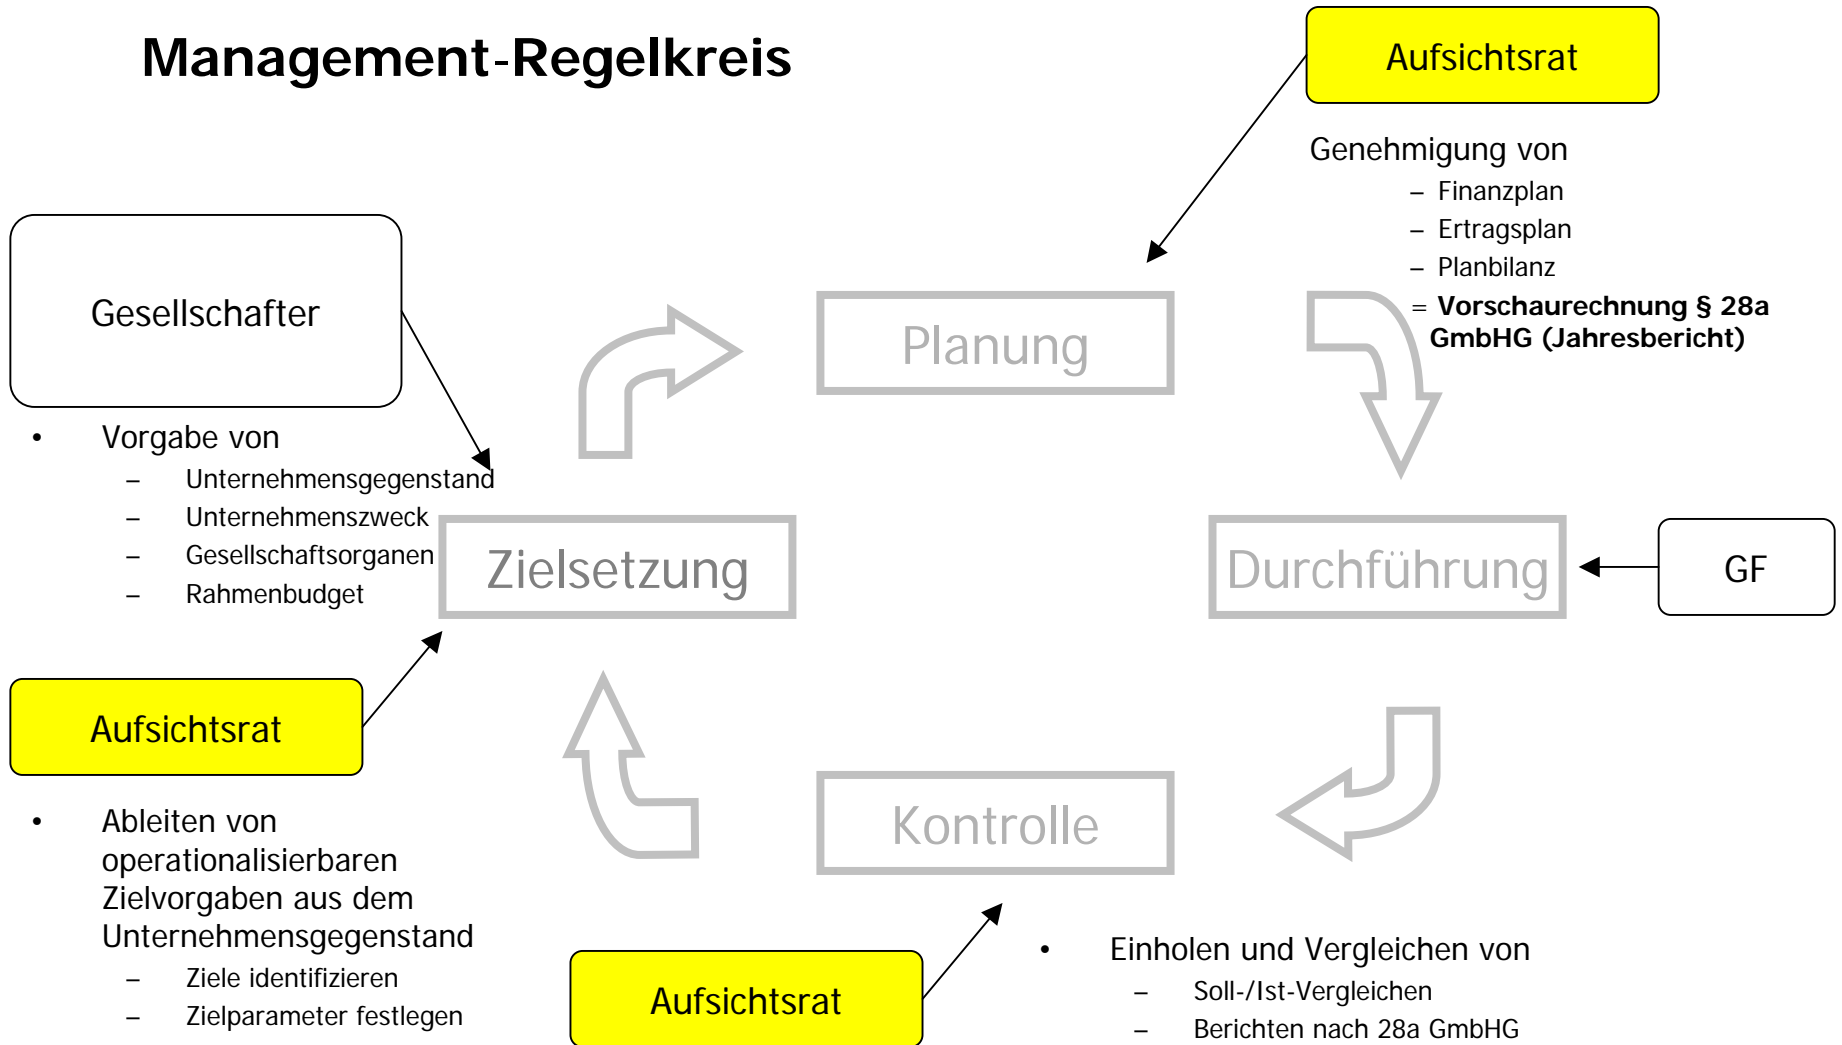 Management-Regelkreis
Aufsichtsrat
Genehmigung von
– Finanzplan
– Ertragsplan
– Planbilanz
= Vorschaurechnung § 28a
GmbHG (Jahresbericht)
Gesellschafter
• Vorgabe von
– Unternehmensgegenstand
– Unternehmenszweck
– Gesellschaftsorganen
– Rahmenbudget
Planung
Zielsetzung
Durchführung
GF
Aufsichtsrat
• Ableiten von
operationalisierbaren
Zielvorgaben aus dem
Unternehmensgegenstand
– Ziele identifizieren
– Zielparameter festlegen
Kontrolle
Aufsichtsrat
• Einholen und Vergleichen von
– Soll-/Ist-Vergleichen
– Berichten nach 28a GmbHG